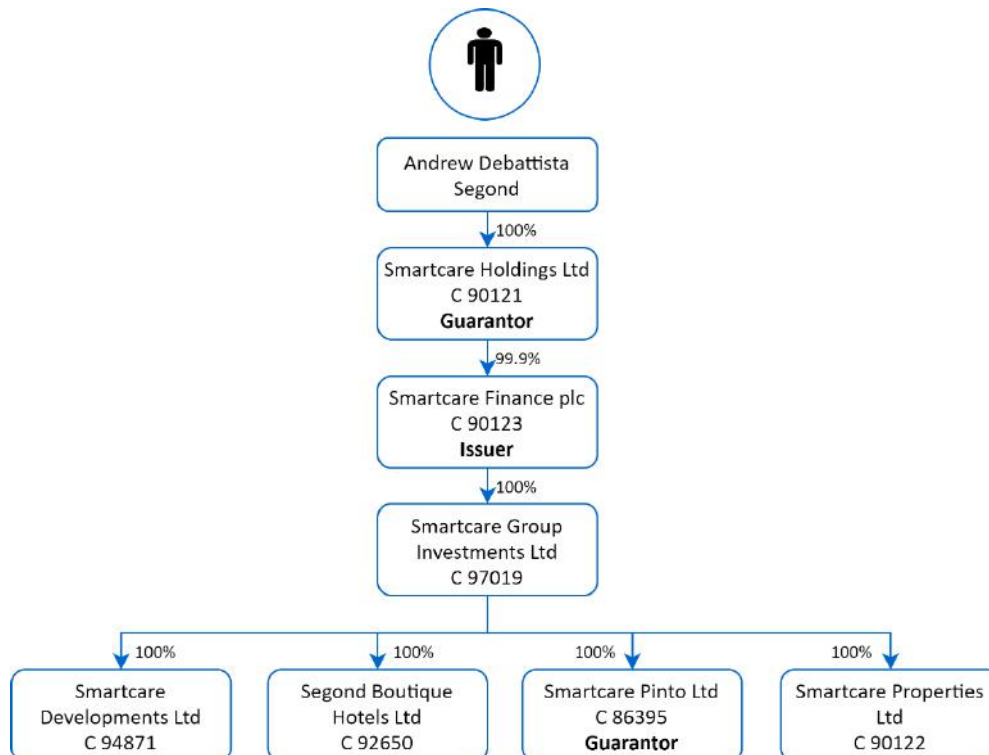 Andrew Debattista
Segond
100%
Smartcare Holdings Ltd
C 90121
Guarantor
99.9%
Smartcare Finance plc
C 90123
Issuer
100%
Smartcare Group
Investments Ltd
C 97019
100%
100%
100%
100%
Smartcare
Developments Ltd
C 94871
Segond Boutique
Hotels Ltd
C 92650
Smartcare Pinto Ltd
C 86395
Guarantor
Smartcare Properties
Ltd
C 90122